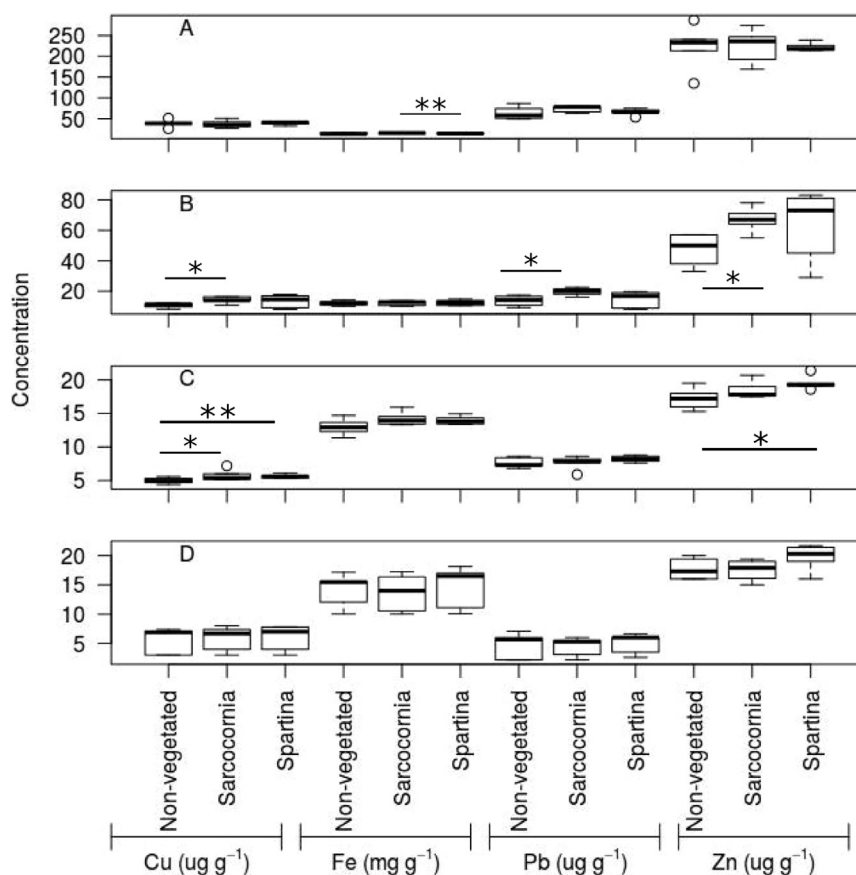 Concentration
A
250
200
150
100
50
**
B
80
60
40
20
*
*
*
C
20
15
10
5
**
*
*
D
20
15
10
5
Non-vegetated
Sarcocornia
Spartina
Non-vegetated
Sarcocornia
Spartina
Non-vegetated
Sarcocornia
Spartina
Non-vegetated
Sarcocornia
Spartina
Cu (ug g⁻¹) Fe (mg g⁻¹) Pb (ug g⁻¹) Zn (ug g⁻¹)